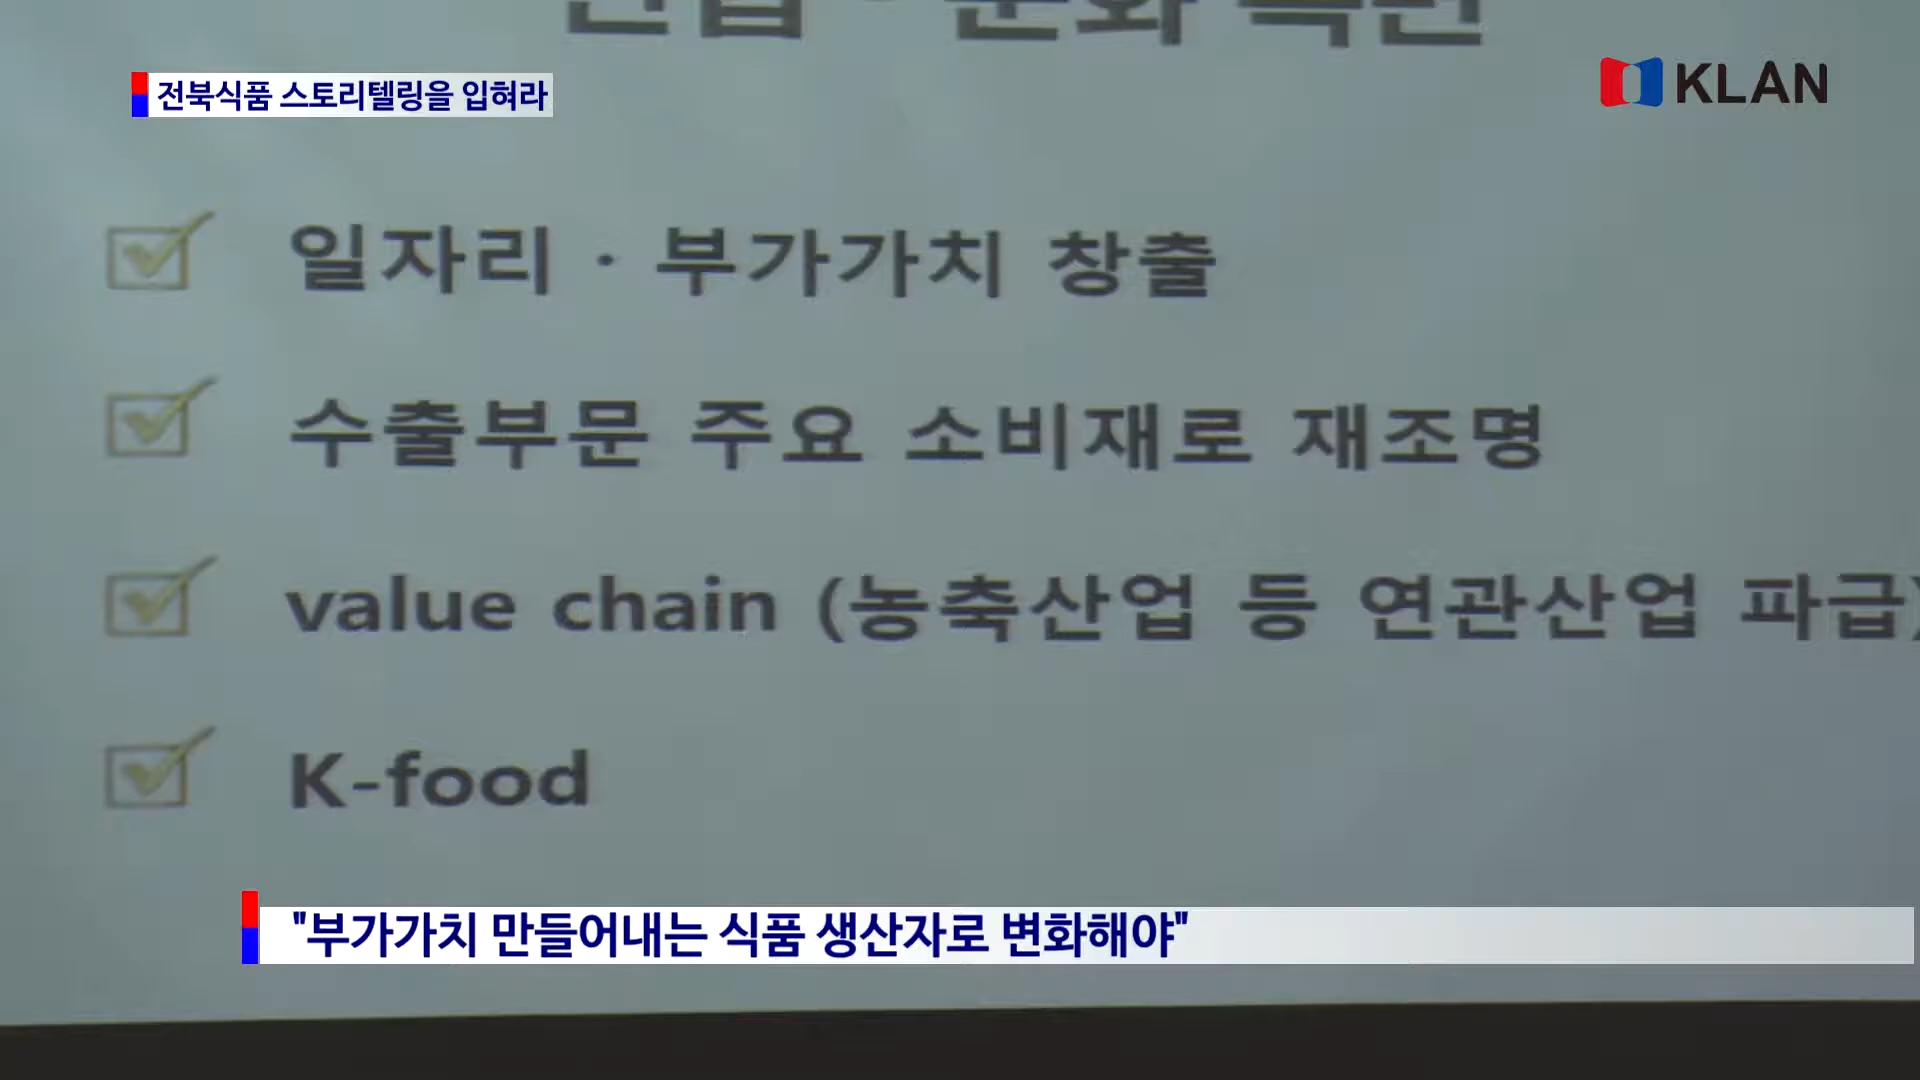 전북식품 스토리텔링을 입혀라
KLAN
일자리 · 부가가치 창출
수출부문 주요 소비재로 재조명
value chain (농축산업 등 연관산업 파급)
K-food
"부가가치 만들어내는 식품 생산자로 변화해야"